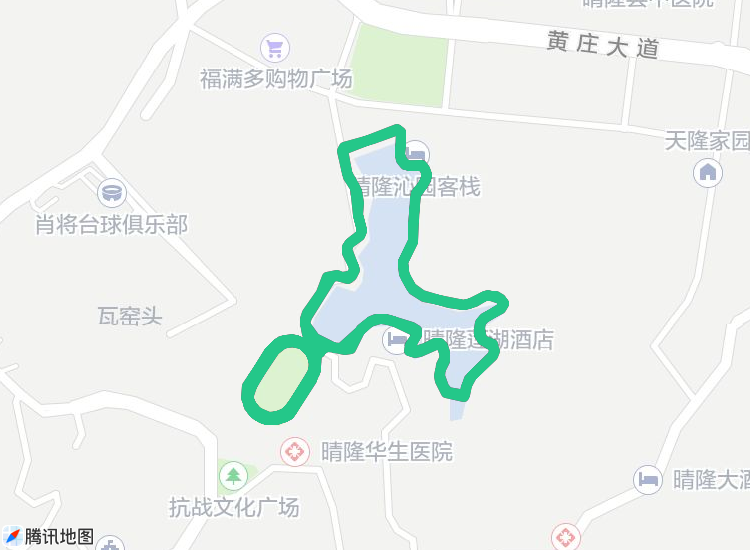 晴隆县中医院
黄庄大道
福满多购物广场
天隆家园
晴隆沁园客栈
肖将台球俱乐部
瓦窑头
晴隆莲湖酒店
晴隆华生医院
晴隆大酒
抗战文化广场
腾讯地图